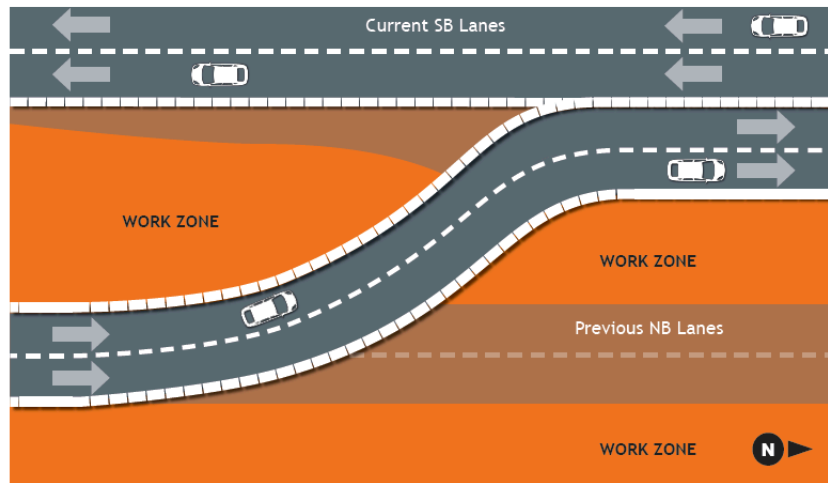 Current SB Lanes
WORK ZONE
WORK ZONE
Previous NB Lanes
WORK ZONE
N